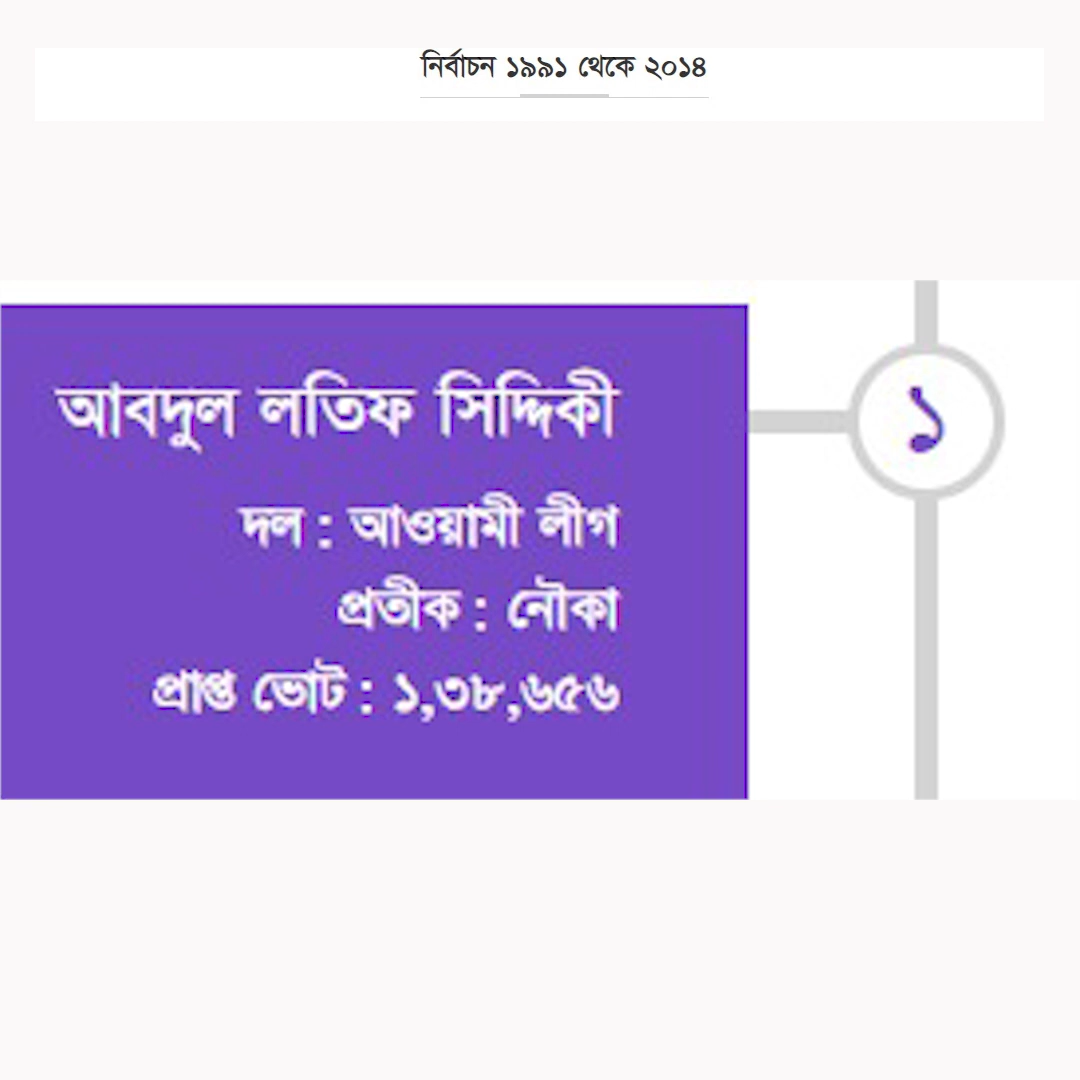 নির্বাচন ১৯৯১ থেকে ২০১৪
আবদুল লতিফ সিদ্দিকী
১
দল : আওয়ামী লীগ
প্রতীক : নৌকা
প্রাপ্ত ভোট : ১,৩৮,৬৫৬